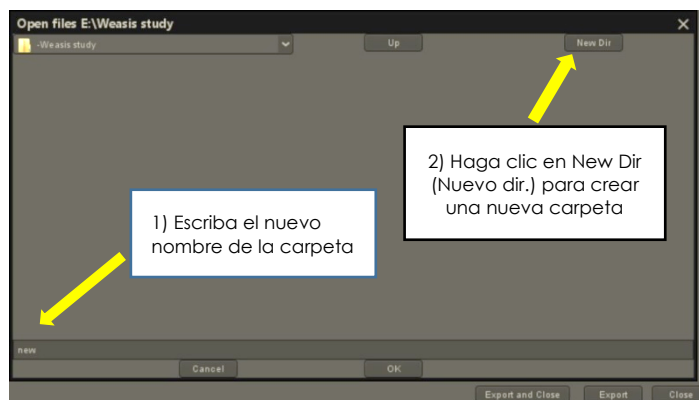 Open files E:\Weasis study
-Weasis study
Up
New Dir
2) Haga clic en New Dir
(Nuevo dir.) para crear
una nueva carpeta
1) Escriba el nuevo
nombre de la carpeta
new
Cancel
OK
Export and Close
Export
Close